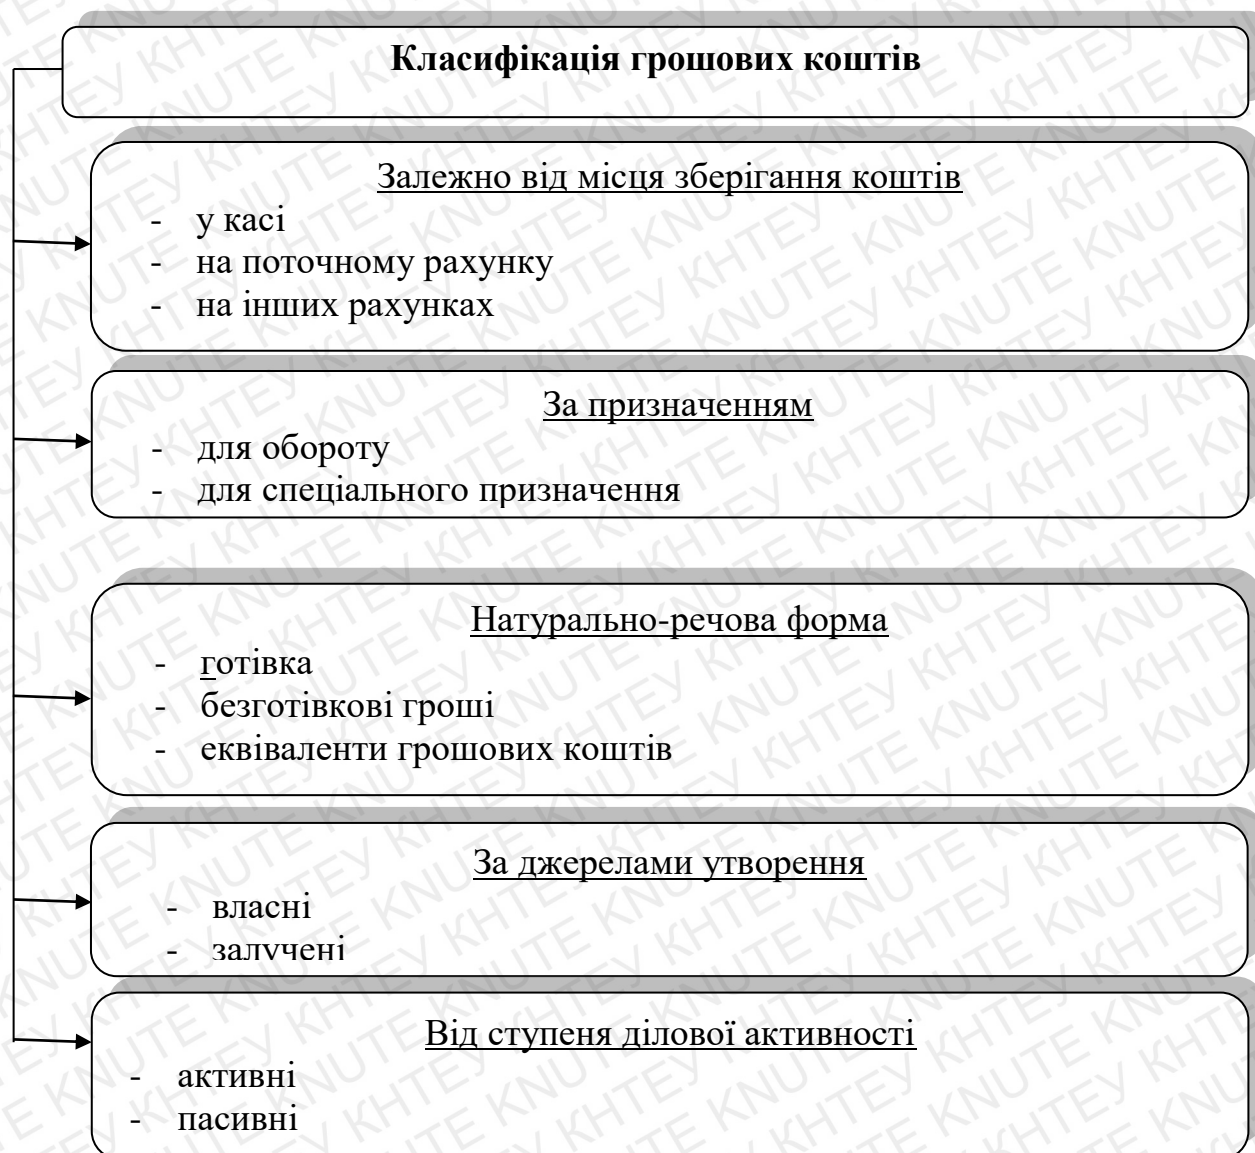 Класифікація грошових коштів
Залежно від місця зберігання коштів
- у касі
- на поточному рахунку
- на інших рахунках
За призначенням
- для обороту
- для спеціального призначення
Натурально-речова форма
- готівка
- безготівкові гроші
- еквіваленти грошових коштів
За джерелами утворення
- власні
- залучені
Від ступеня ділової активності
- активні
- пасивні